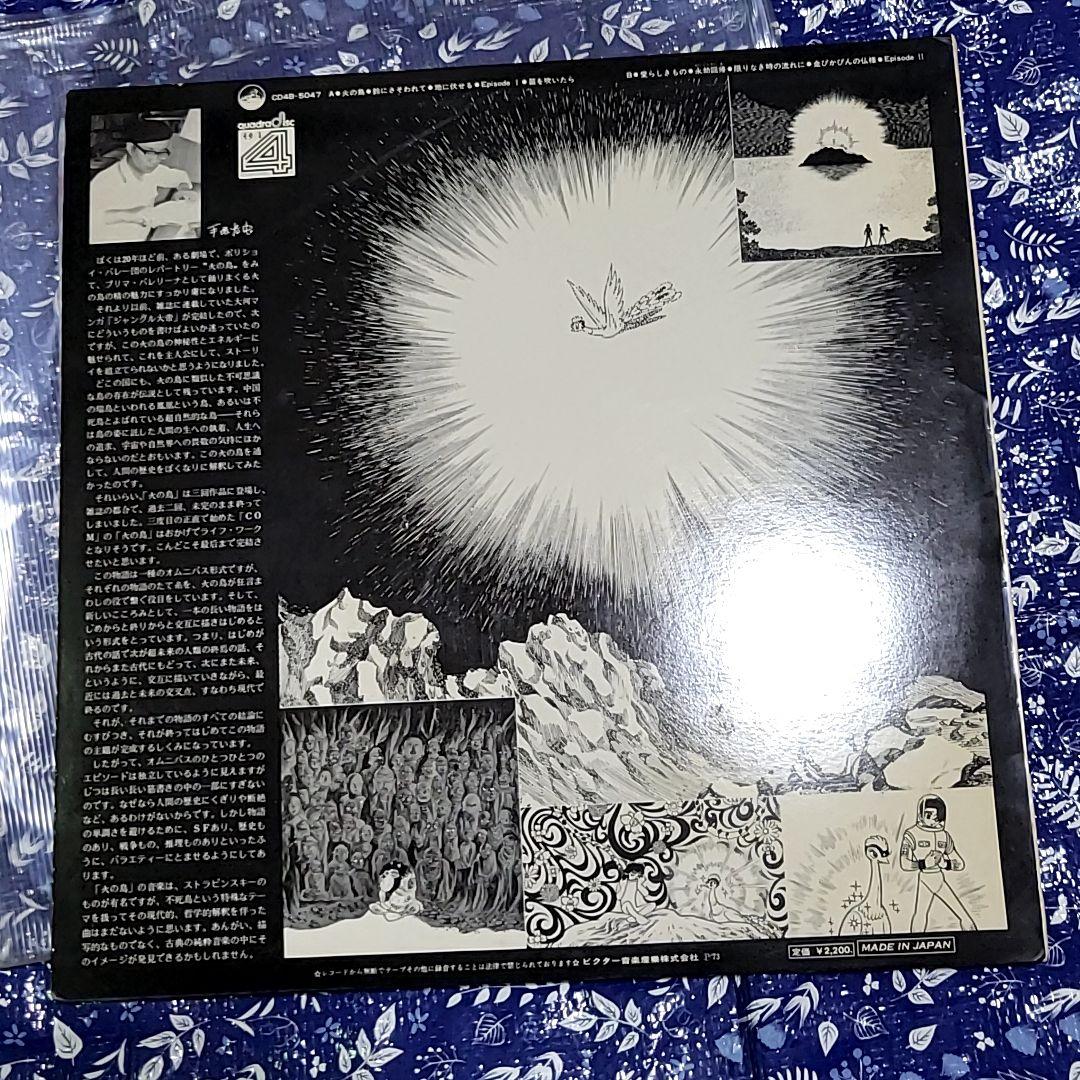 CD4B-5047 A●火の鳥●鈴にさそわれて●地に伏せる●Episode I●笛を吹いたら
B●愛らしきもの●永劫回帰●限りなき時の流れに●金ぴかぴんの仏様●Episode II
quadradisc
4
手塚治虫
ぼくは20年ほど前、ある劇場で、ボリショ
イ・バレー団のレパートリー〝火の鳥〟をみ
て、プリマ・バレリーナとして踊りまくる火
の鳥の精の魅力にすっかり虜になりました。
それより以前、雑誌に連載していた大河マ
ンガ「ジャングル大帝」が完結したので、次
にどういうものを書けばよいか迷っていたの
ですが、この火の鳥の神秘性とエネルギーに
魅せられて、これを主人公にして、ストーリ
イを組立てられないかと思うようになりました。
どこの国にも、火の鳥に類似した不可思議
な鳥の存在が伝説として残っています。中国
の瑞鳥といわれる鳳凰という鳥、あるいは不
死鳥とよばれている超自然的な鳥――それら
は鳥の姿に託した人間の生への執着、人生へ
の道ま、宇宙や自然界への畏敬の気持にほか
ならないのだとおもいます。この火の鳥を通
して、人間の歴史をぼくなりに解釈してみた
かったのです。
それいらい、「火の鳥」は三回作品に登場し、
雑誌の都合で、過去二回、未完のまま終って
しまいました。三度目の正直で始めた「CO
M」の「火の鳥」はおかげでライフ・ワーク
となりそうです。こんどこそ最後まで完結さ
せたいと思います。
この物語は一種のオムニバス形式ですが、
それぞれの物語のたて糸を、火の鳥が狂言ま
わしの役で繋ぐ役目をしています。そして、
新しいこころみとして、一本の長い物語をは
じめからと終りからと交互に描きはじめると
いう形式をとっています。つまり、はじめが
古代の話で次が超未来の人類の終焉の話、そ
れからまた古代にもどって、次にまた未来、
というように、交互に描いていきながら、最
近には過去と未来の交叉点、すなわち現代で
終るのです。
それが、それまでの物語のすべての結論に
むすびつき、それが終ってはじめてこの物語
の主題が完成するしくみになっています。
したがって、オムニバスのひとつひとつの
エピソードは独立しているように見えますが
じつは長い長い筋書きの中の一部にすぎない
のです。なぜなら人間の歴史にくぎりや断絶
など、あるわけがないからです。しかし物語
の単調さを避けるために、SFあり、歴史も
のあり、戦争もの、推理ものありといったふ
うに、バラエティーにとませるようにしてあ
ります。
「火の鳥」の音楽は、ストラビンスキーの
ものが有名ですが、不死鳥という特殊なテー
マを扱ってその現代的、哲学的解釈を伴った
曲はまだないように思います。あんがい、描
写的なものでなく、古典の純粋音楽の中にそ
のイメージが発見できるかもしれません。
定価 ¥2,200. MADE IN JAPAN
☆レコードから無断でテープその他に録音することは法律で禁じられております☆ ビクター音楽産業株式会社 P'73